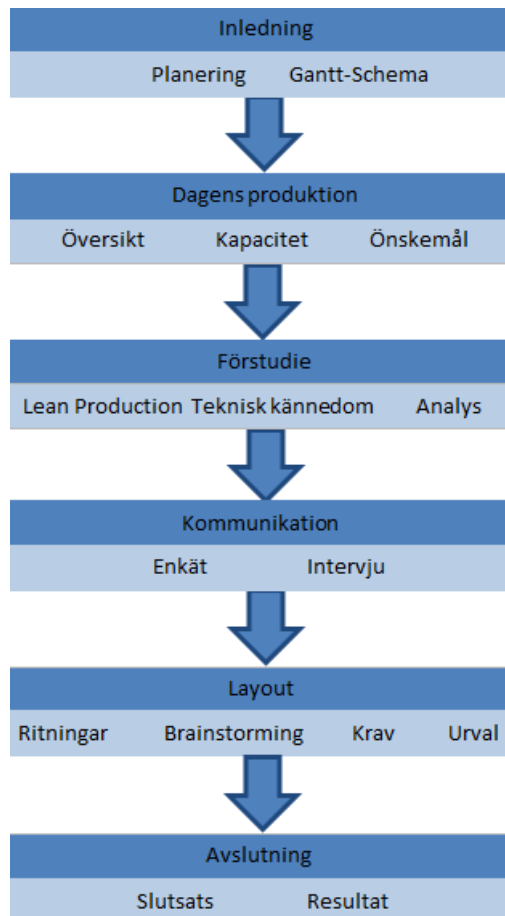 Inledning
Planering Gantt-Schema
Dagens produktion
Översikt Kapacitet Önskemål
Förstudie
Lean Production Teknisk kännedom Analys
Kommunikation
Enkät Intervju
Layout
Ritningar Brainstorming Krav Urval
Avslutning
Slutsats Resultat